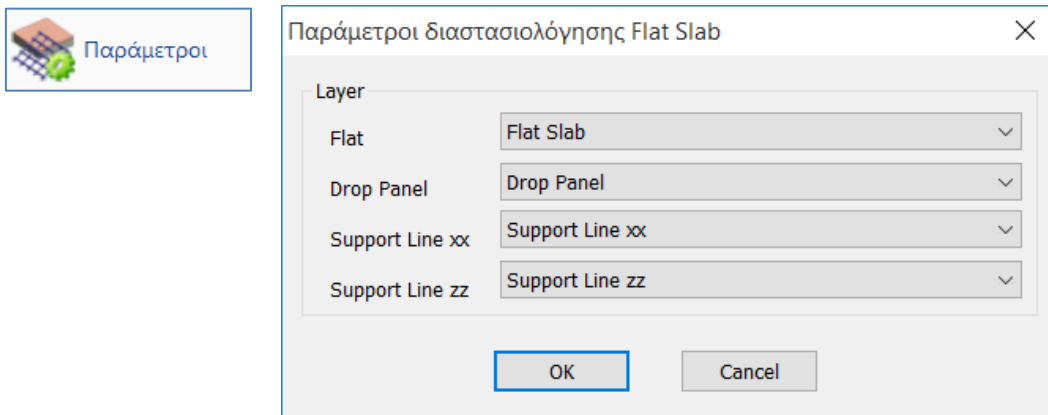 Παράμετροι
Παράμετροι διαστασιολόγησης Flat Slab
Layer
Flat Flat Slab
Drop Panel Drop Panel
Support Line xx Support Line xx
Support Line zz Support Line zz
OK Cancel